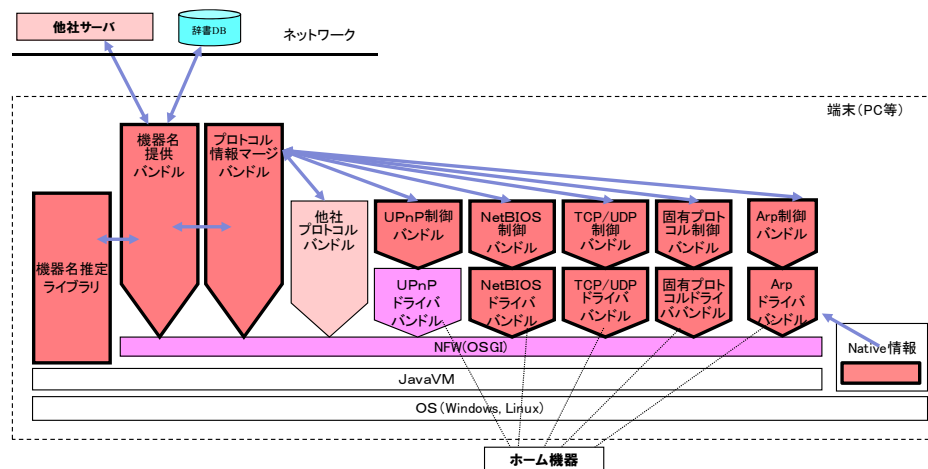 他社サーバ
辞書DB
ネットワーク
端末(PC等)
機器名
提供
バンドル
プロトコル
情報マージ
バンドル
機器名推定
ライブラリ
他社
プロトコル
バンドル
UPnP制御
バンドル
NetBIOS
制御
バンドル
TCP/UDP
制御
バンドル
固有プロト
コル制御
バンドル
Arp制御
バンドル
UPnP
ドライバ
バンドル
NetBIOS
ドライバ
バンドル
TCP/UDP
ドライバ
バンドル
固有プロト
コルドライ
ババンドル
Arp
ドライバ
バンドル
Native情報
NFW(OSGI)
JavaVM
OS(Windows, Linux)
ホーム機器